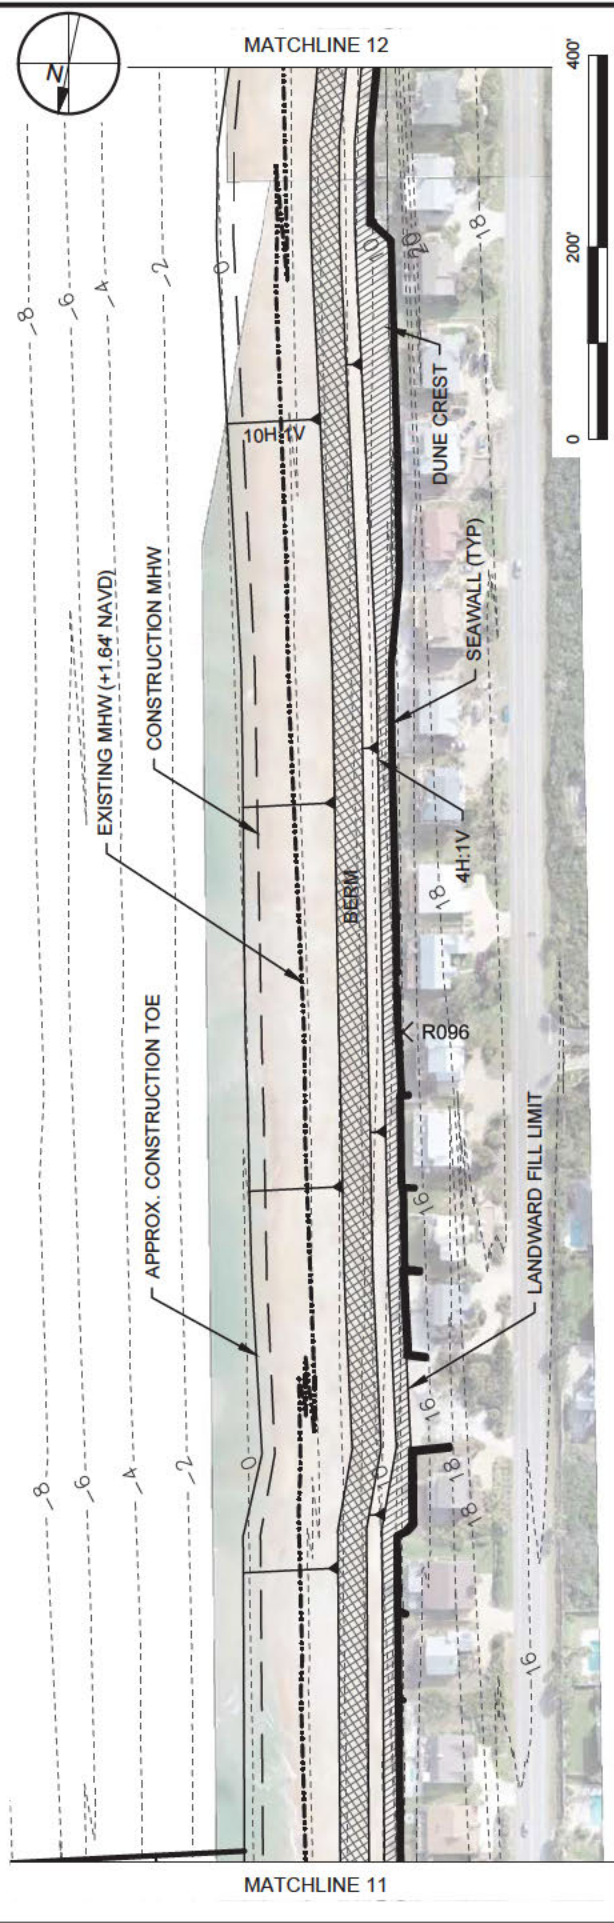 MATCHLINE 12
N
400'
200'
0
-8
-6
-4
-2
0
10
20
18
10H:1V
DUNE CREST
EXISTING MHW (+1.64' NAVD)
CONSTRUCTION MHW
SEAWALL (TYP)
4H:1V
BERM
18
R096
APPROX. CONSTRUCTION TOE
LANDWARD FILL LIMIT
16
16
-8
-6
-4
-2
0
10
18
18
16
MATCHLINE 11